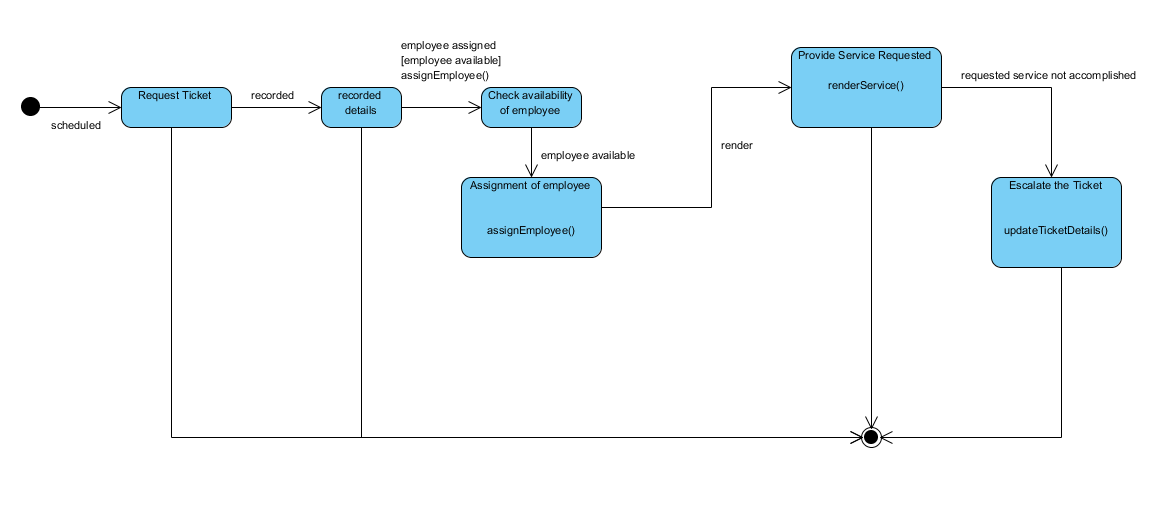 scheduled
Request Ticket
recorded
recorded
details
employee assigned
[employee available]
assignEmployee()
Check availability
of employee
employee available
Assignment of employee
assignEmployee()
render
Provide Service Requested
renderService()
requested service not accomplished
Escalate the Ticket
updateTicketDetails()